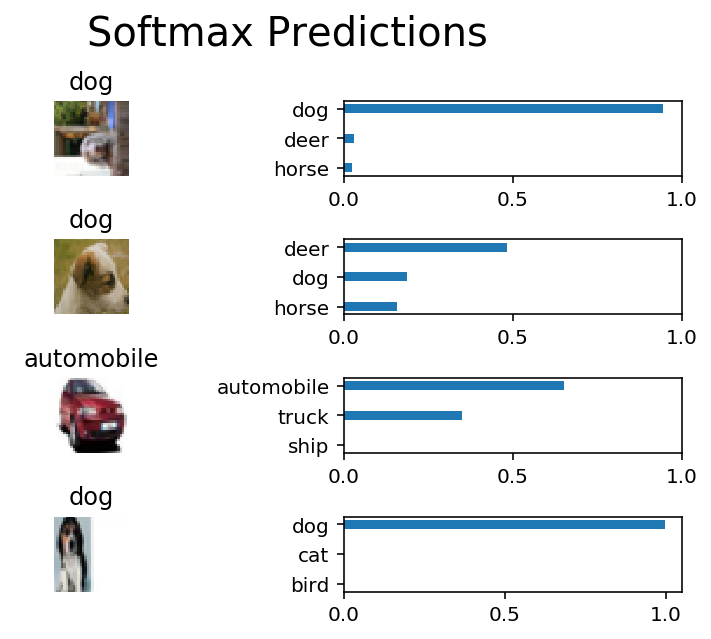 Softmax Predictions
dog
dog
deer
horse
0.0 0.5 1.0
dog
deer
dog
horse
0.0 0.5 1.0
automobile
automobile
truck
ship
0.0 0.5 1.0
dog
dog
cat
bird
0.0 0.5 1.0